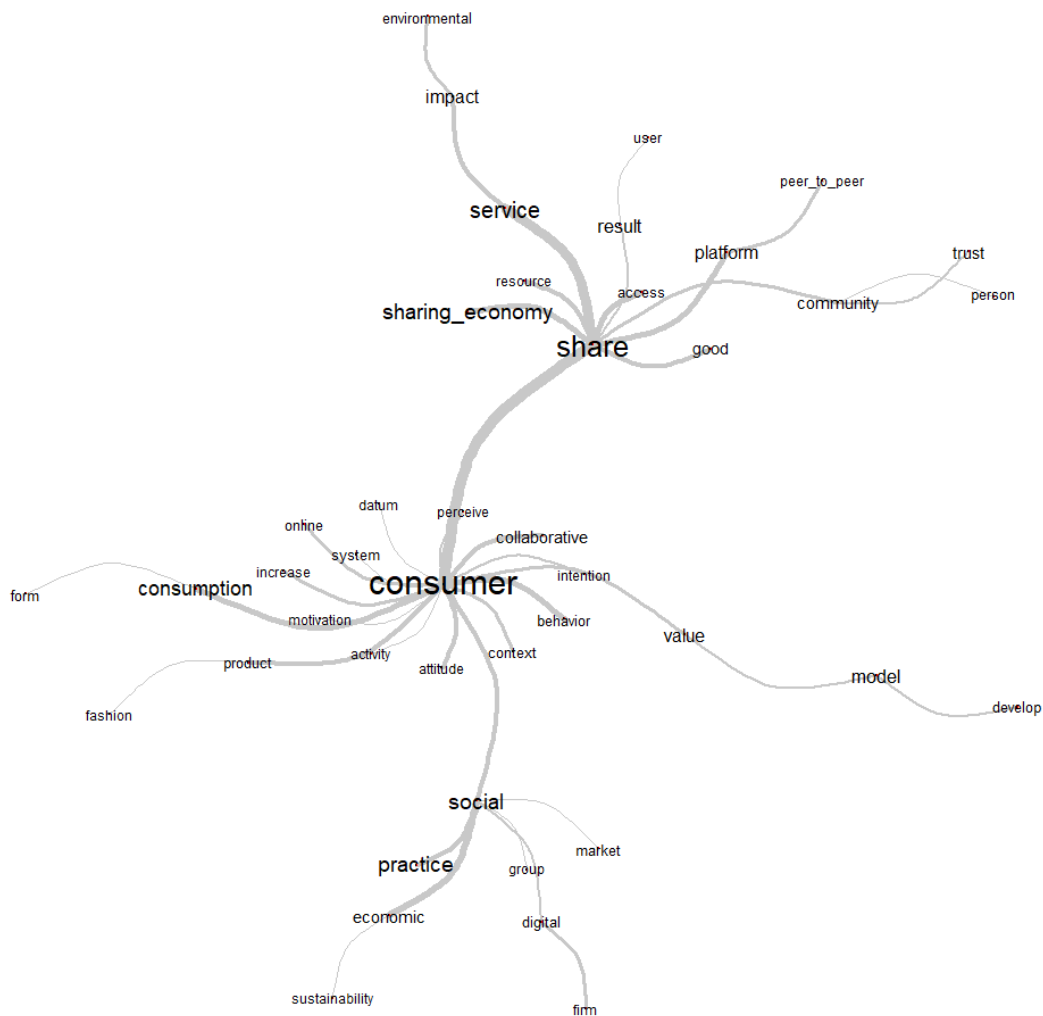 environmental
impact
user
peer_to_peer
service
result
platform
trust
resource
access
community
person
sharing_economy
share
good
datum
perceive
online
collaborative
system
increase
consumer
intention
form
consumption
motivation
behavior
value
activity
context
product
attitude
model
fashion
develop
social
market
practice
group
economic
digital
sustainability
firm